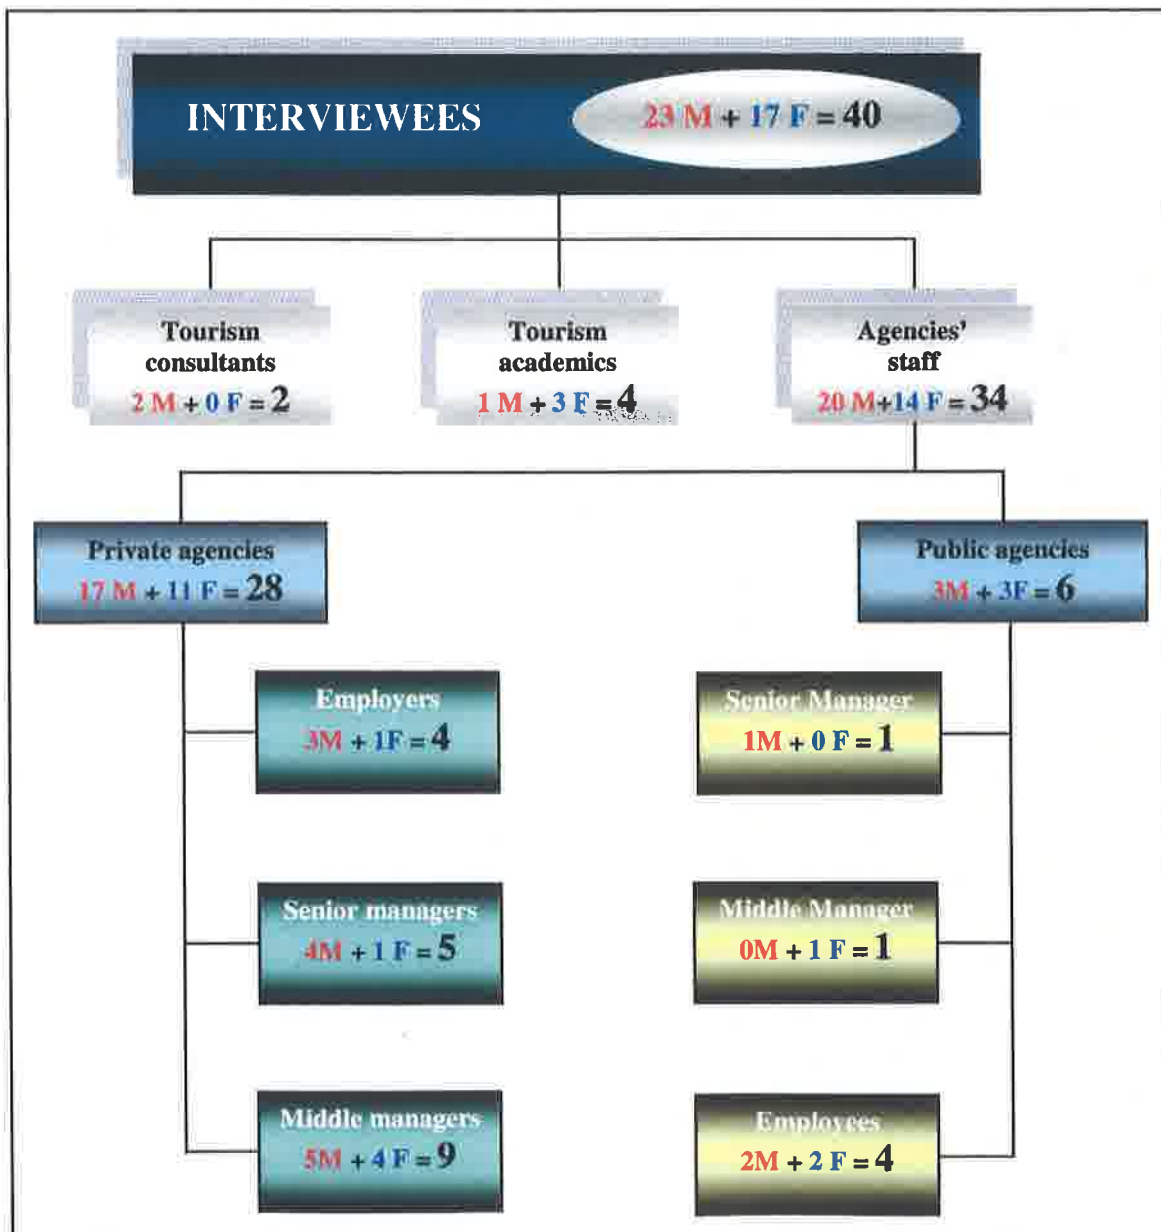 INTERVIEWEES
23 M + 17 F = 40
Tourism
consultants
2 M + 0 F = 2
Tourism
academics
1 M + 3 F = 4
Agencies'
staff
20 M+14 F = 34
Private agencies
17 M + 11 F = 28
Public agencies
3M + 3F = 6
Employers
3M + 1F = 4
Senior Manager
1M + 0 F = 1
Senior managers
4M + 1 F = 5
Middle Manager
0M + 1 F = 1
Middle managers
5M + 4 F = 9
Employees
2M + 2 F = 4